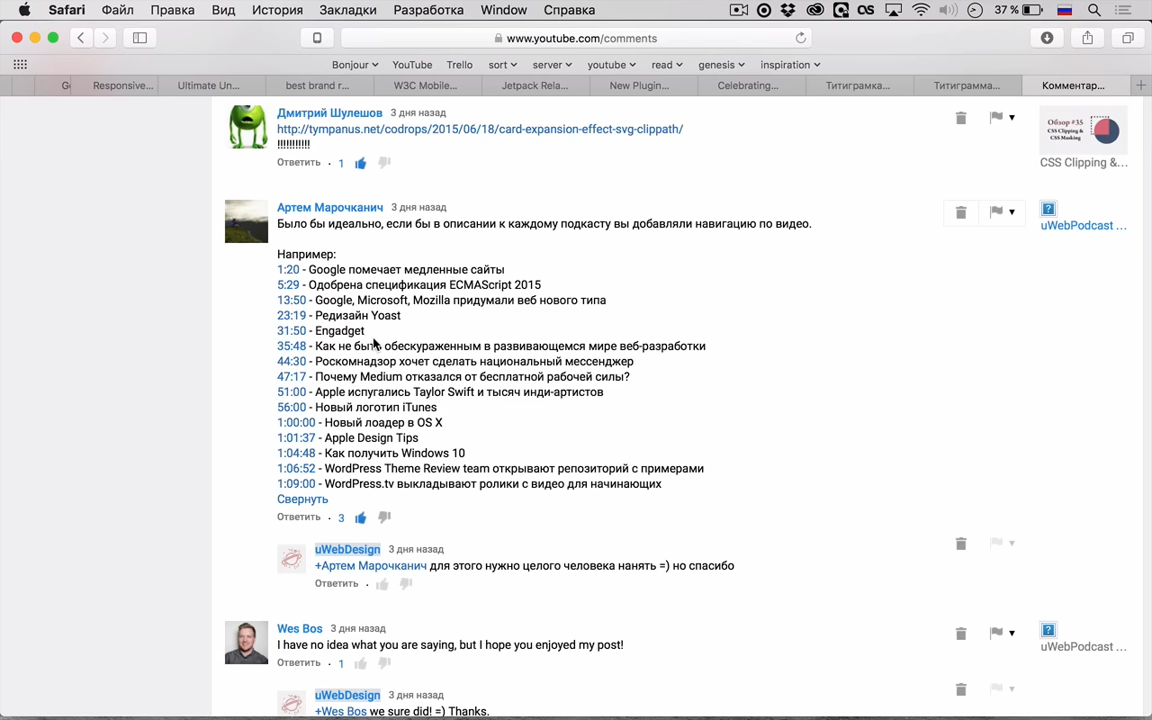 Safari Файл Правка Вид История Закладки Разработка Window Справка 37 %
www.youtube.com/comments
Bonjour YouTube Trello sort server youtube read genesis inspiration
Responsive... Ultimate Un... best brand r... W3C Mobile... Jetpack Rela... New Plugin... Celebrating... Титиграмка... Титиграмма... Комментар...
Дмитрий Шулешов 3 дня назад
http://tympanus.net/codrops/2015/06/18/card-expansion-effect-svg-clippath/
!!!!!!!!!!!
Ответить · 1
Обзор #35
CSS Clipping &
CSS Masking
CSS Clipping &...
Артем Марочканич 3 дня назад
Было бы идеально, если бы в описании к каждому подкасту вы добавляли навигацию по видео.
uWebPodcast ...
Например:
1:20 - Google помечает медленные сайты
5:29 - Одобрена спецификация ECMAScript 2015
13:50 - Google, Microsoft, Mozilla придумали веб нового типа
23:19 - Редизайн Yoast
31:50 - Engadget
35:48 - Как не быть обескураженным в развивающемся мире веб-разработки
44:30 - Роскомнадзор хочет сделать национальный мессенджер
47:17 - Почему Medium отказался от бесплатной рабочей силы?
51:00 - Apple испугались Taylor Swift и тысяч инди-артистов
56:00 - Новый логотип iTunes
1:00:00 - Новый лоадер в OS X
1:01:37 - Apple Design Tips
1:04:48 - Как получить Windows 10
1:06:52 - WordPress Theme Review team открывают репозиторий с примерами
1:09:00 - WordPress.tv выкладывают ролики с видео для начинающих
Свернуть
Ответить · 3
uWebDesign 3 дня назад
+Артем Марочканич для этого нужно целого человека нанять =) но спасибо
Ответить ·
Wes Bos 3 дня назад
I have no idea what you are saying, but I hope you enjoyed my post!
uWebPodcast ...
Ответить · 1
uWebDesign 3 дня назад
+Wes Bos we sure did! =) Thanks.